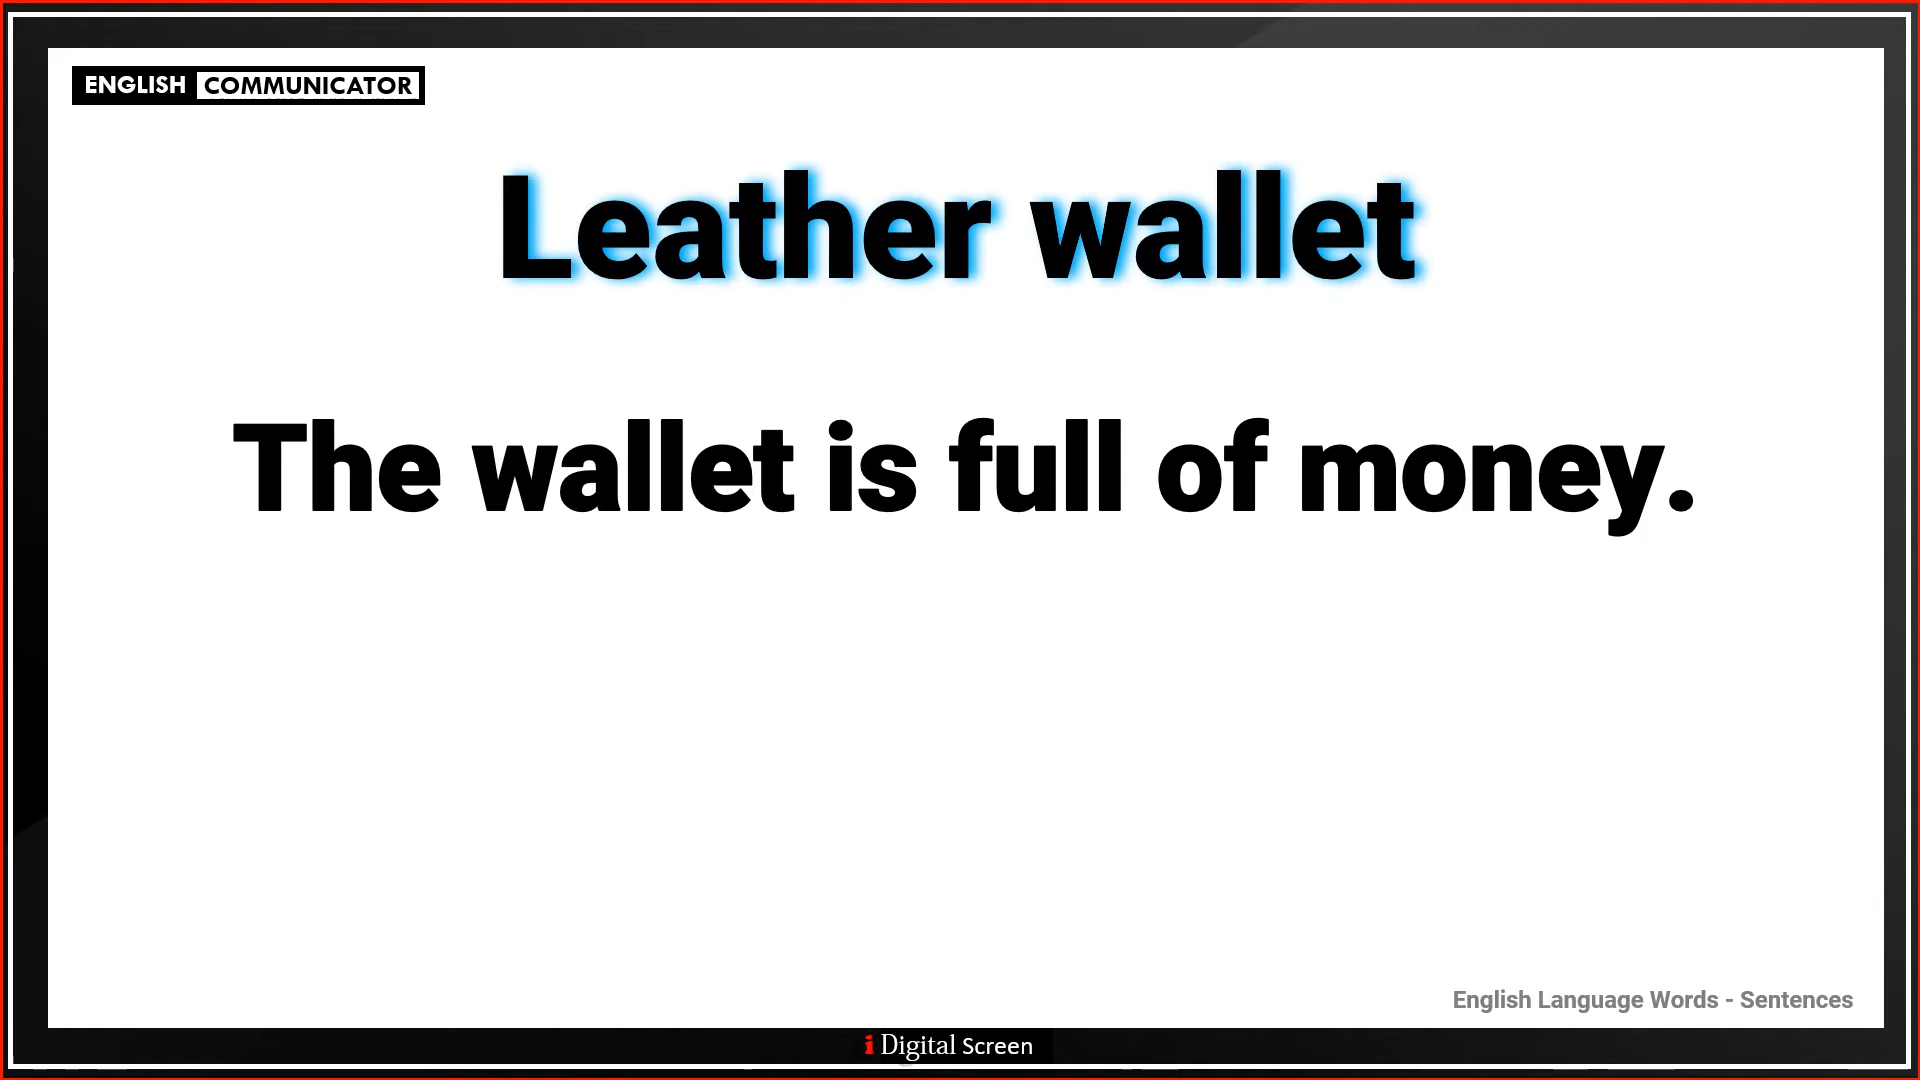 ENGLISH COMMUNICATOR
Leather wallet
The wallet is full of money.
English Language Words - Sentences
i Digital Screen